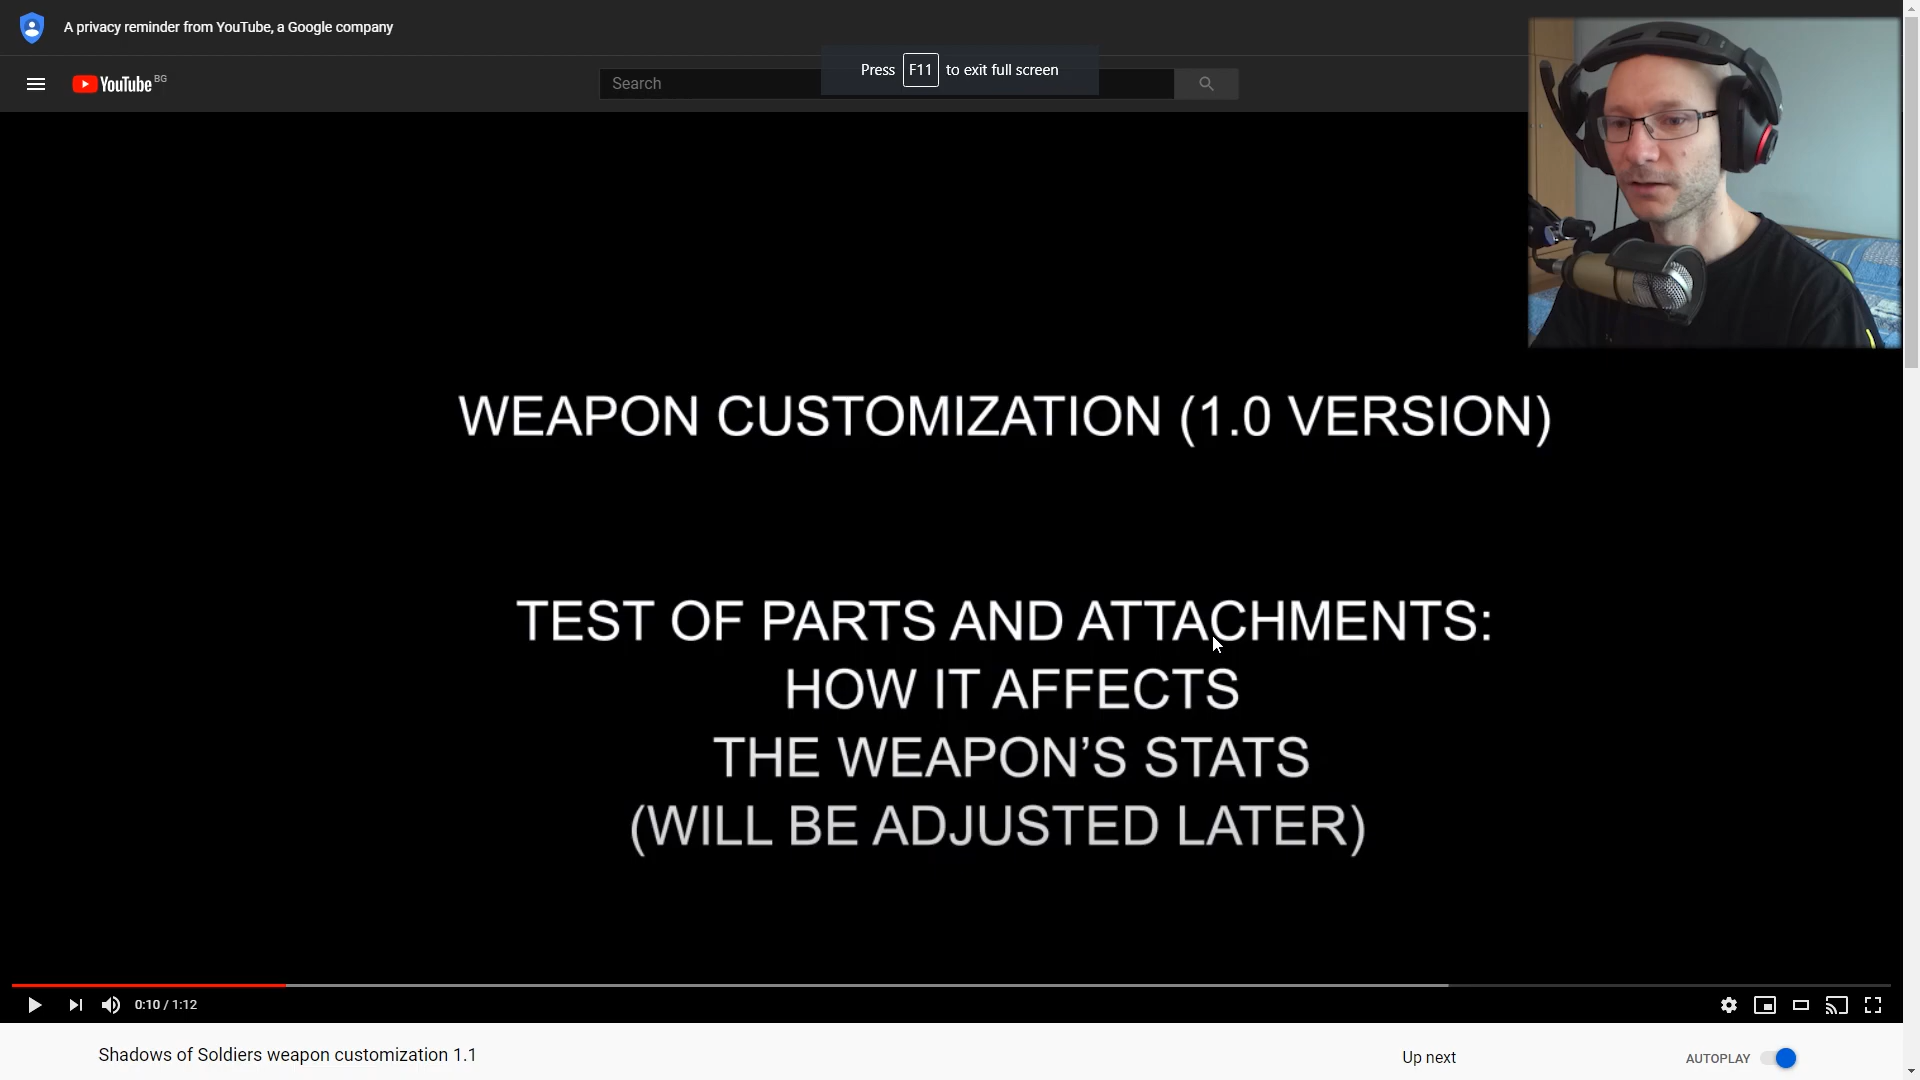 A privacy reminder from YouTube, a Google company
Press F11 to exit full screen
YouTube BG
Search
WEAPON CUSTOMIZATION (1.0 VERSION)
TEST OF PARTS AND ATTACHMENTS:
HOW IT AFFECTS
THE WEAPON'S STATS
(WILL BE ADJUSTED LATER)
0:10 / 1:12
Shadows of Soldiers weapon customization 1.1
Up next
AUTOPLAY